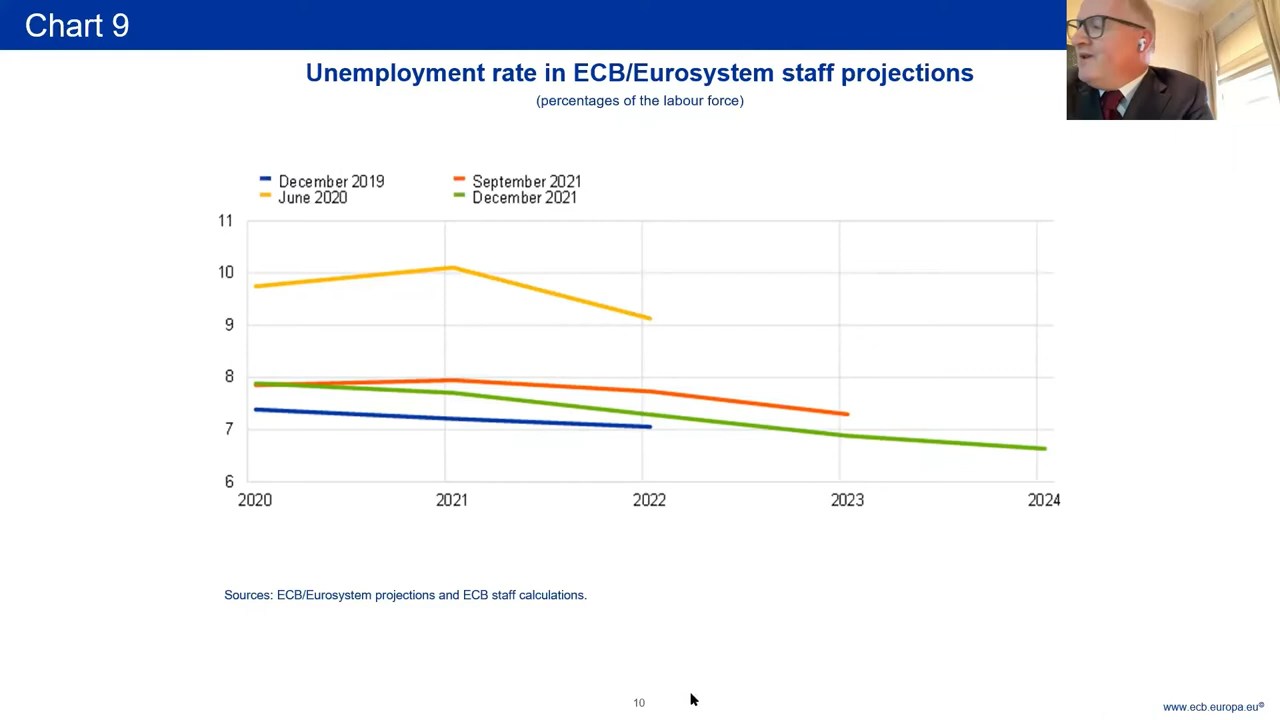 Chart 9
Unemployment rate in ECB/Eurosystem staff projections
(percentages of the labour force)
December 2019
September 2021
June 2020
December 2021
11
10
9
8
7
6
2020
2021
2022
2023
2024
Sources: ECB/Eurosystem projections and ECB staff calculations.
10
www.ecb.europa.eu©